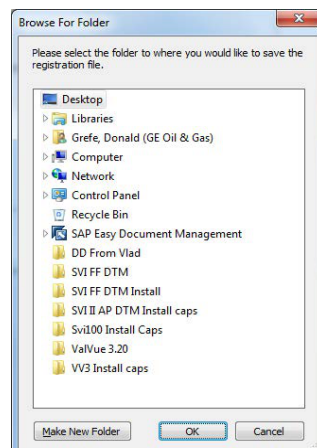 Browse For Folder
Please select the folder to where you would like to save the
registration file.
Desktop
Libraries
Grefe, Donald (GE Oil & Gas)
Computer
Network
Control Panel
Recycle Bin
SAP Easy Document Management
DD From Vlad
SVI FF DTM
SVI FF DTM Install
SVI II AP DTM Install caps
Svi100 Install Caps
ValVue 3.20
VV3 Install caps
Make New Folder OK Cancel